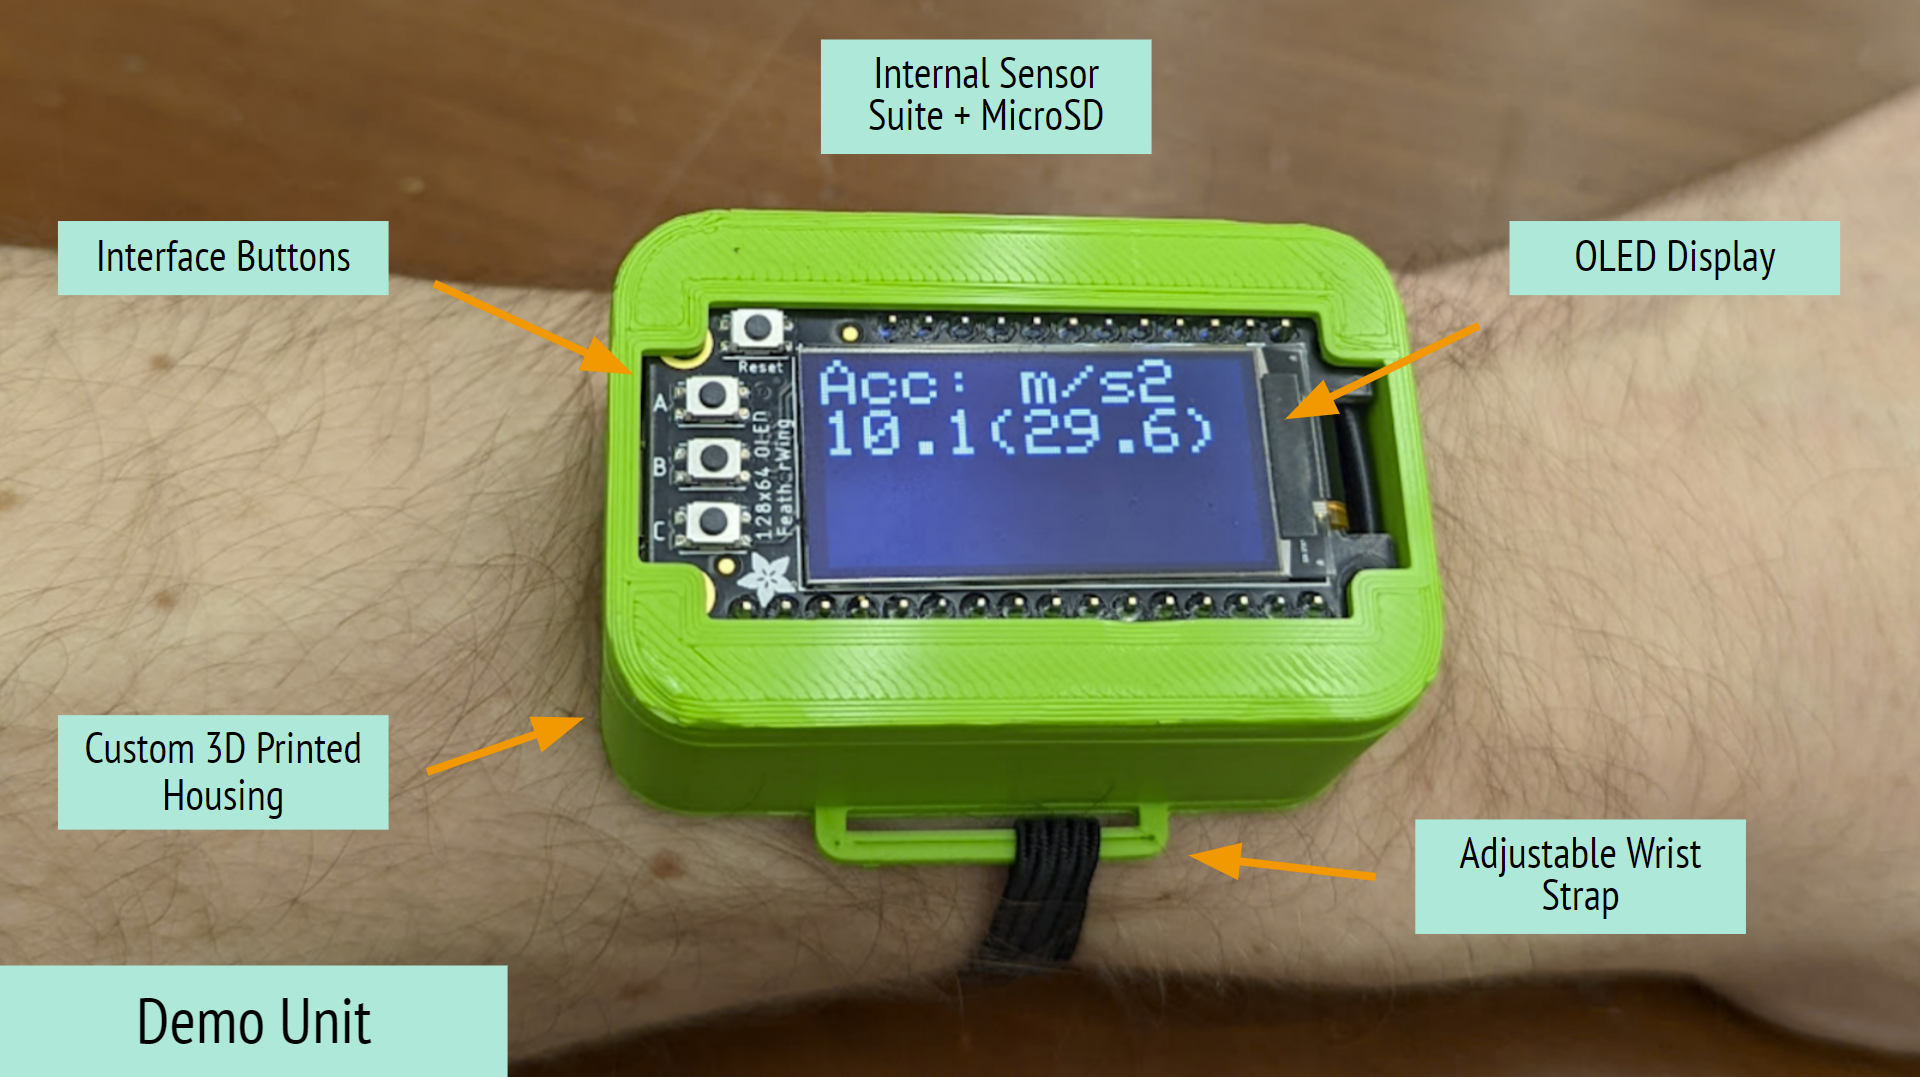 Internal Sensor
Suite + MicroSD
Interface Buttons
OLED Display
Reset
A
B
C
128x64 OLED
FeatherWing
Acc: m/s2
10.1(29.6)
Custom 3D Printed
Housing
Adjustable Wrist
Strap
Demo Unit